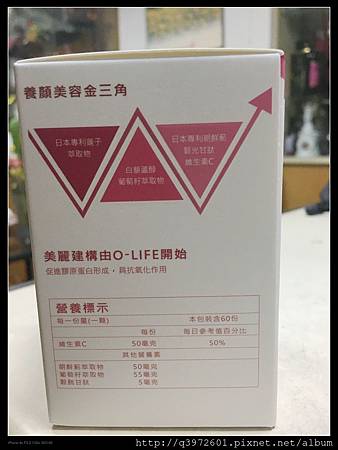 養顏美容金三角
日本專利蓮子
萃取物
白藜蘆醇
葡萄籽萃取物
日本專利朝鮮薊
穀光甘肽
維生素C
美麗建構由O-LIFE開始
促進膠原蛋白形成，具抗氧化作用
營養標示
每一份量(一顆) 本包裝含60份
每份 每日參考值百分比
維生素C 50毫克 50%
其他營養素
朝鮮薊萃取物 50毫克
葡萄籽萃取物 55毫克
穀胱甘肽 5毫克
http://q3972601.pixnet.net/album